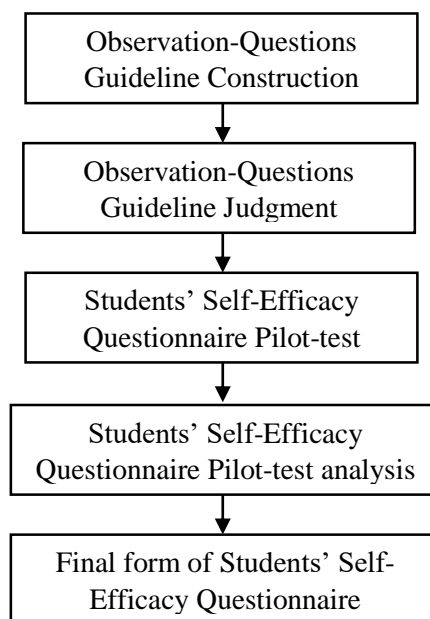 Observation-Questions
Guideline Construction
Observation-Questions
Guideline Judgment
Students’ Self-Efficacy
Questionnaire Pilot-test
Students’ Self-Efficacy
Questionnaire Pilot-test analysis
Final form of Students’ Self-
Efficacy Questionnaire